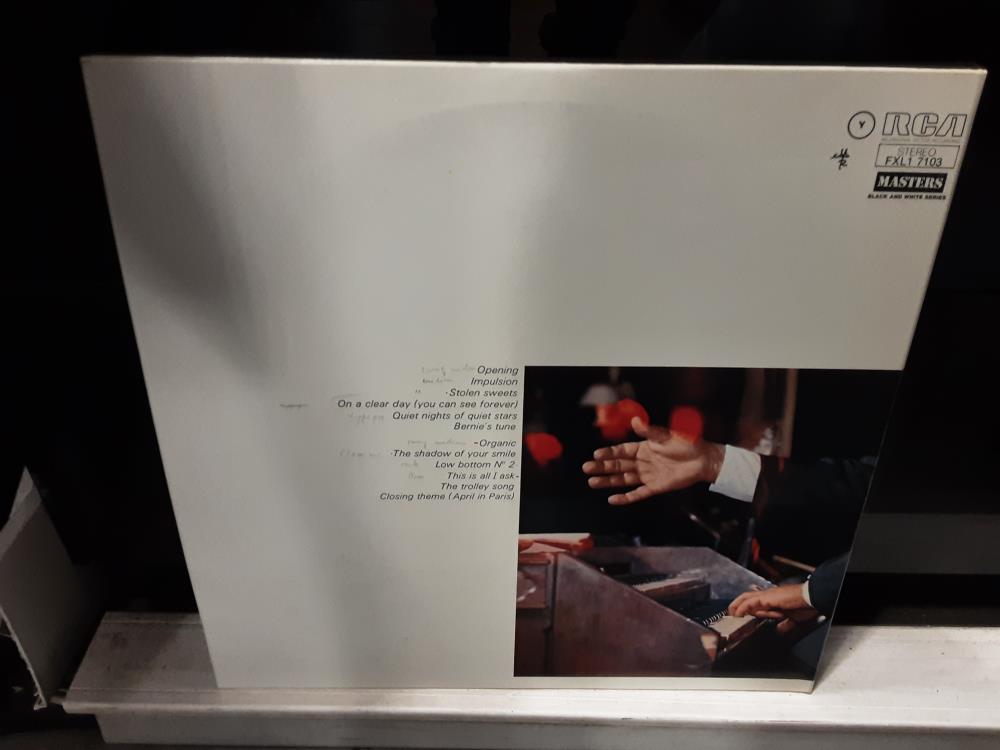 Y RCA
STEREO
FXL1 7103
MASTERS
BLACK AND WHITE SERIES
Opening
Impulsion
·Stolen sweets
On a clear day (you can see forever)
Quiet nights of quiet stars
Bernie's tune
-Organic
·The shadow of your smile
Low bottom N° 2
This is all I ask-
The trolley song
Closing theme (April in Paris)